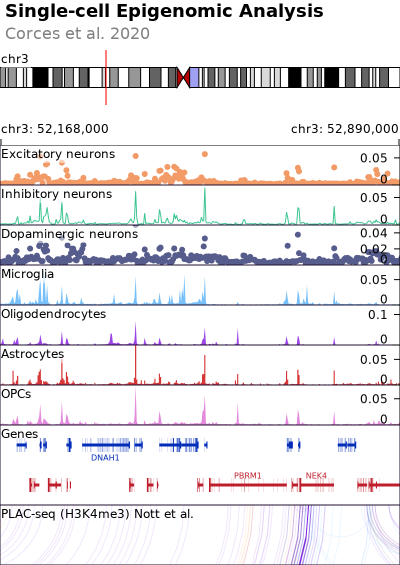 Single-cell Epigenomic Analysis
Corces et al. 2020
chr3
chr3: 52,168,000
chr3: 52,890,000
Excitatory neurons
0.05
0
Inhibitory neurons
0.05
0
Dopaminergic neurons
0.04
0.02
0
Microglia
0.05
0
Oligodendrocytes
0.1
0
Astrocytes
0.05
0
OPCs
0.05
0
Genes
DNAH1
PBRM1
NEK4
PLAC-seq (H3K4me3) Nott et al.